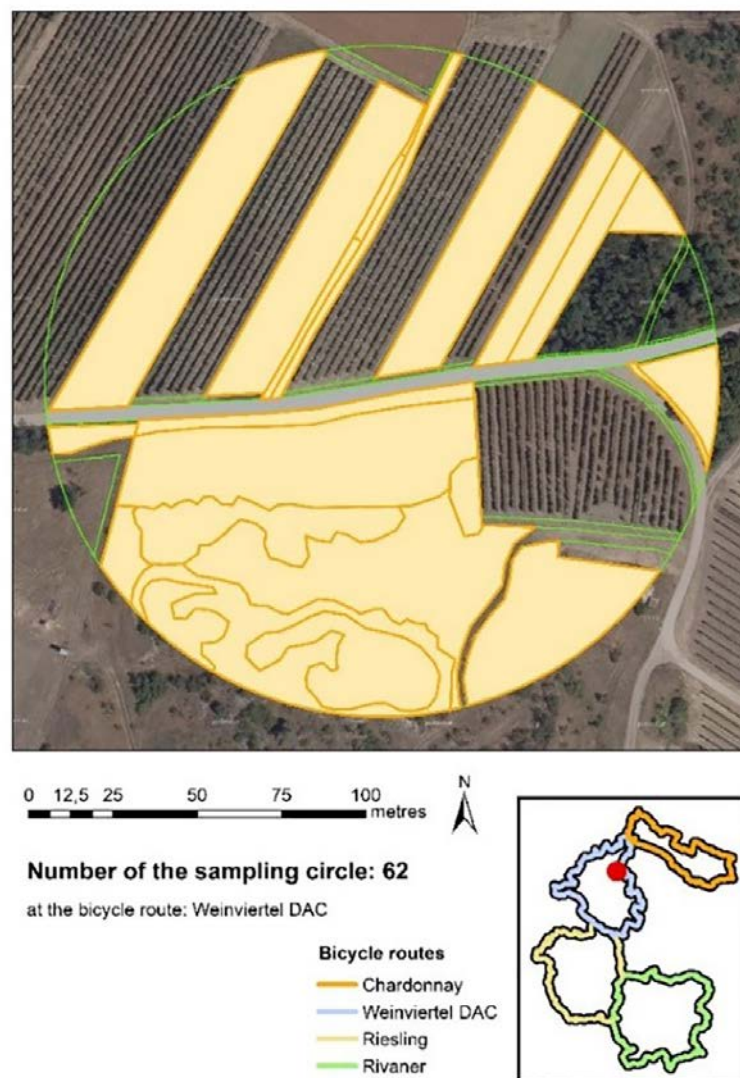 0 12,5 25 50 75 100
metres
N
Number of the sampling circle: 62
at the bicycle route: Weinviertel DAC
Bicycle routes
Chardonnay
Weinviertel DAC
Riesling
Rivaner